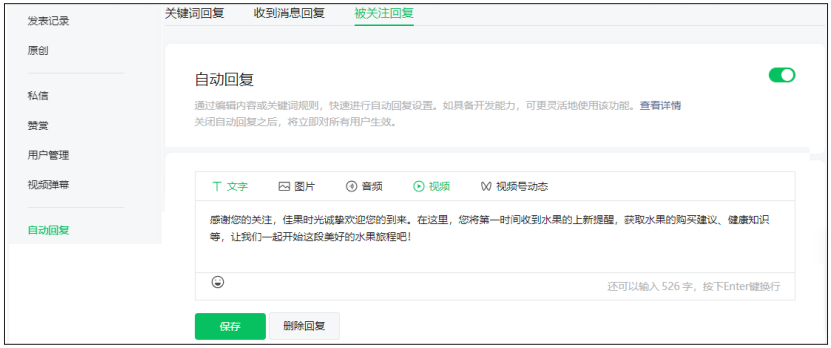 关键词回复 收到消息回复 被关注回复
发表记录
原创
私信
赞赏
用户管理
视频弹幕
自动回复
自动回复
通过编辑内容或关键词规则，快速进行自动回复设置。如具备开发能力，可更灵活地使用该功能。查看详情
关闭自动回复之后，将立即对所有用户生效。
文字 图片 音频 视频 视频号动态
感谢您的关注，佳果时光诚挚欢迎您的到来。在这里，您将第一时间收到水果的上新提醒，获取水果的购买建议、健康知识
等，让我们一起开始这段美好的水果旅程吧！
还可以输入 526 字，按下Enter键换行
保存 删除回复